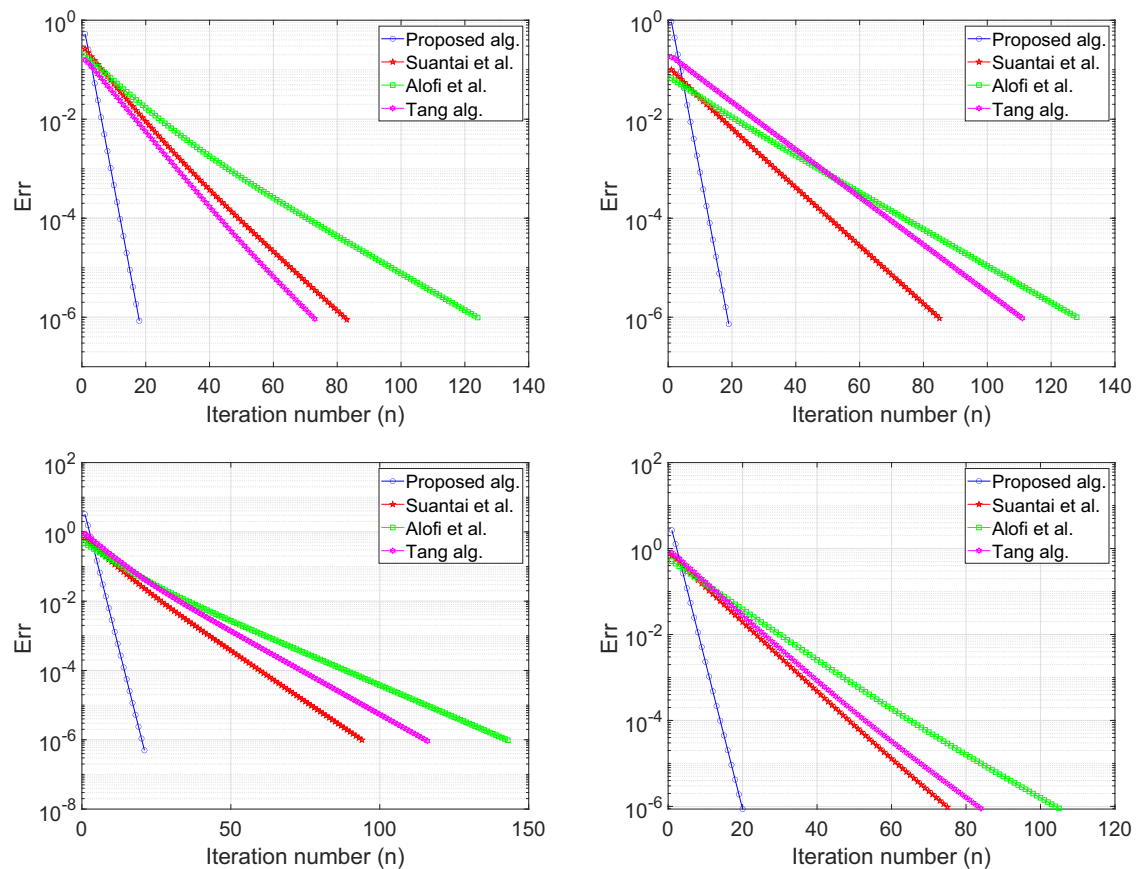 10^0
10^-2
10^-4
10^-6
Err
0 20 40 60 80 100 120 140
Iteration number (n)
Proposed alg.
Suantai et al.
Alofi et al.
Tang alg.
10^0
10^-2
10^-4
10^-6
Err
0 20 40 60 80 100 120 140
Iteration number (n)
Proposed alg.
Suantai et al.
Alofi et al.
Tang alg.
10^2
10^0
10^-2
10^-4
10^-6
10^-8
Err
0 50 100 150
Iteration number (n)
Proposed alg.
Suantai et al.
Alofi et al.
Tang alg.
10^2
10^0
10^-2
10^-4
10^-6
Err
0 20 40 60 80 100 120
Iteration number (n)
Proposed alg.
Suantai et al.
Alofi et al.
Tang alg.